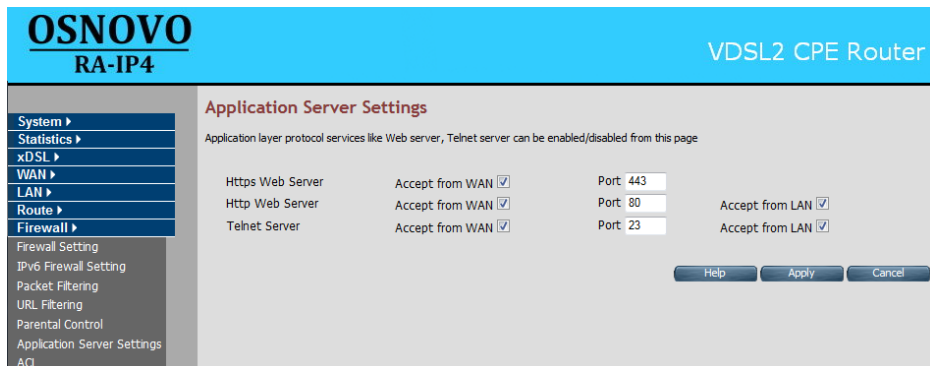 OSNOVO
RA-IP4
VDSL2 CPE Router
System
Statistics
xDSL
WAN
LAN
Route
Firewall
Firewall Setting
IPv6 Firewall Setting
Packet Filtering
URL Filtering
Parental Control
Application Server Settings
ACL
Application Server Settings
Application layer protocol services like Web server, Telnet server can be enabled/disabled from this page
Https Web Server Accept from WAN Port 443
Http Web Server Accept from WAN Port 80 Accept from LAN
Telnet Server Accept from WAN Port 23 Accept from LAN
Help Apply Cancel